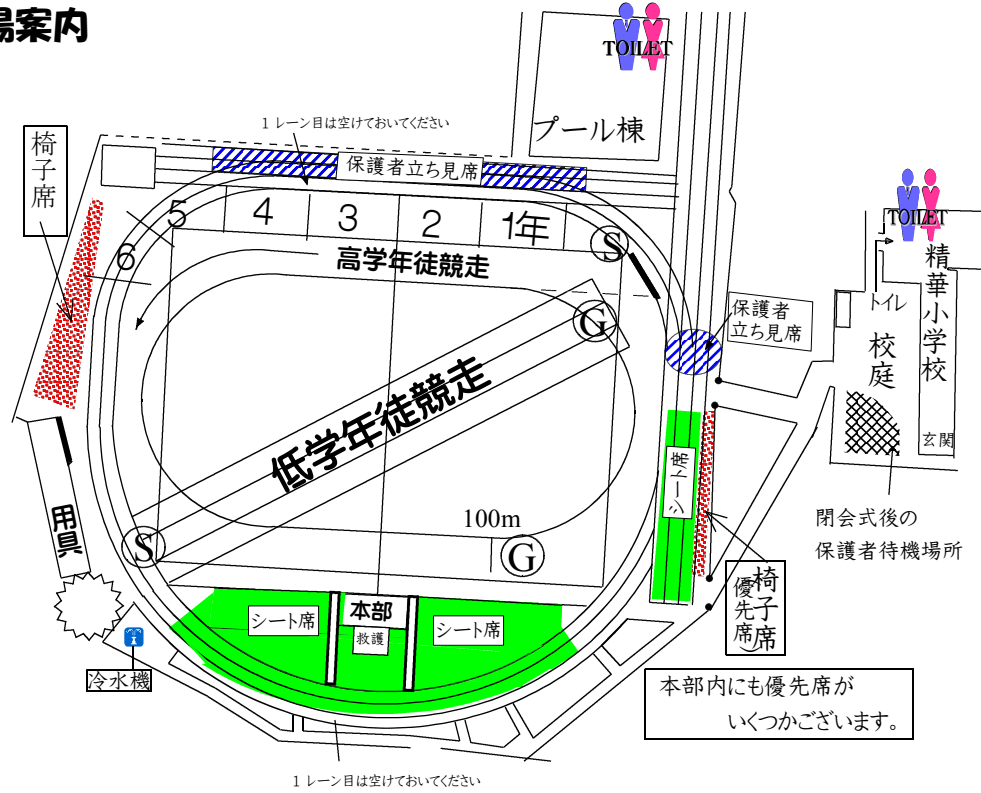 場案内
TOILET
1 レーン目は空けておいてください
プール棟
椅子席
保護者立ち見席
TOILET
5
4
3
2
1年
S
6
高学年徒競走
精華小学校
トイレ
校庭
玄関
G
保護者
立ち見席
低学年徒競走
シート席
100m
用具
S
G
閉会式後の
保護者待機場所
椅子席
(優先席)
シート席
本部
救護
シート席
冷水機
本部内にも優先席が
いくつかございます。
1 レーン目は空けておいてください